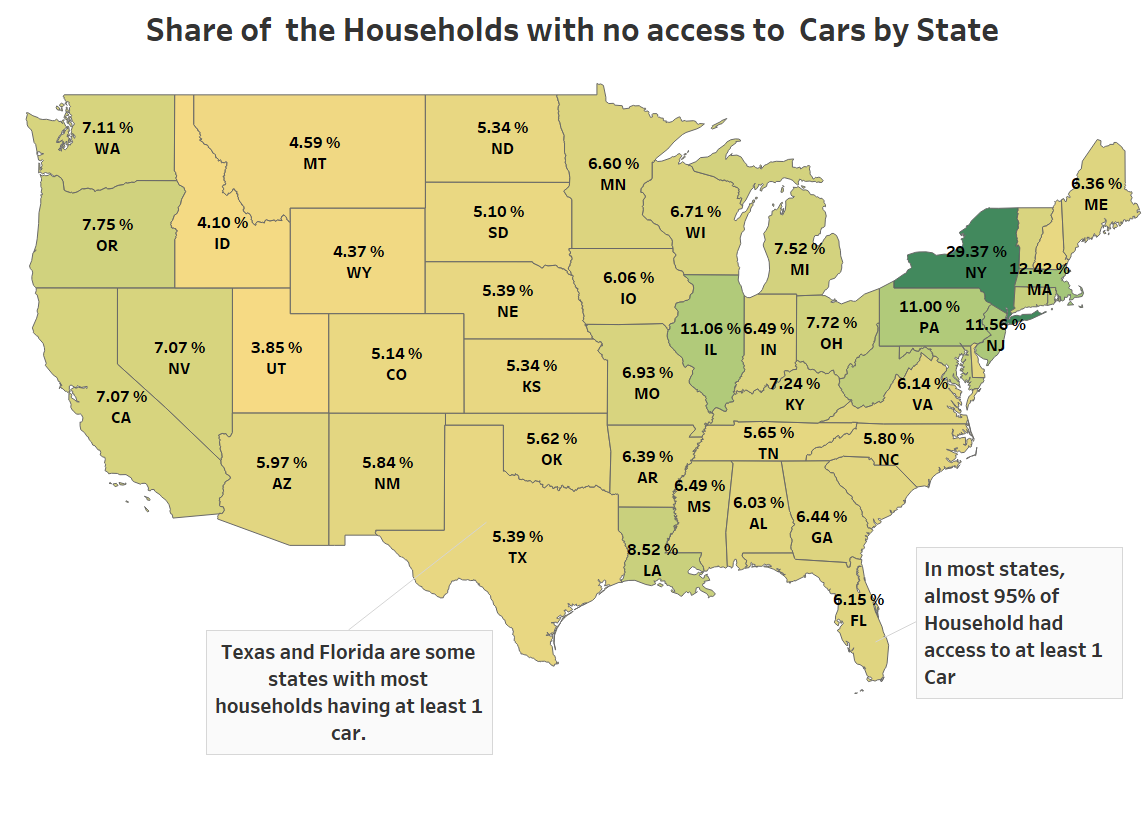 Share of  the Households with no access to  Cars by State
7.11 %
WA
7.75 %
OR
4.10 %
ID
4.59 %
MT
5.34 %
ND
6.60 %
MN
6.71 %
WI
7.52 %
MI
6.36 %
ME
29.37 %
NY
12.42 %
MA
5.10 %
SD
4.37 %
WY
5.39 %
NE
6.06 %
IO
11.06 %
IL
6.49 %
IN
7.72 %
OH
11.00 %
PA
11.56 %
NJ
7.07 %
NV
7.07 %
CA
3.85 %
UT
5.14 %
CO
5.34 %
KS
6.93 %
MO
7.24 %
KY
6.14 %
VA
5.97 %
AZ
5.84 %
NM
5.62 %
OK
6.39 %
AR
5.65 %
TN
5.80 %
NC
5.39 %
TX
8.52 %
LA
6.49 %
MS
6.03 %
AL
6.44 %
GA
6.15 %
FL
In most states,
almost 95% of
Household had
access to at least 1
Car
Texas and Florida are some
states with most
households having at least 1
car.